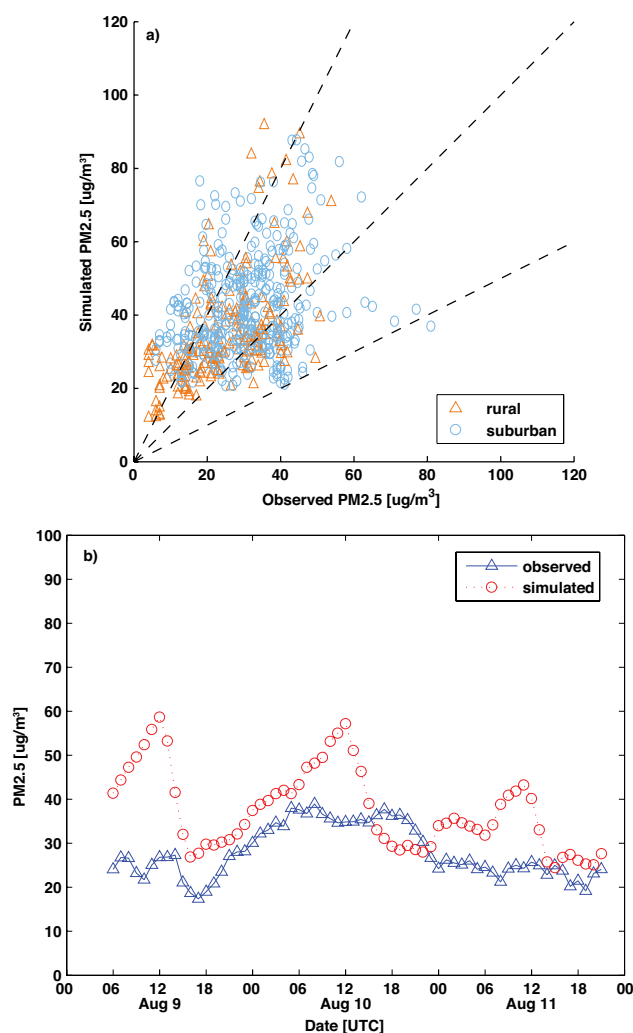 a)
Simulated PM2.5 [ug/m³]
120
100
80
60
40
20
0
rural
suburban
0 20 40 60 80 100 120
Observed PM2.5 [ug/m³]
b)
PM2.5 [ug/m³]
100
90
80
70
60
50
40
30
20
10
0
observed
simulated
00 06 12 18 00 06 12 18 00 06 12 18 00
Aug 9 Aug 10 Aug 11
Date [UTC]